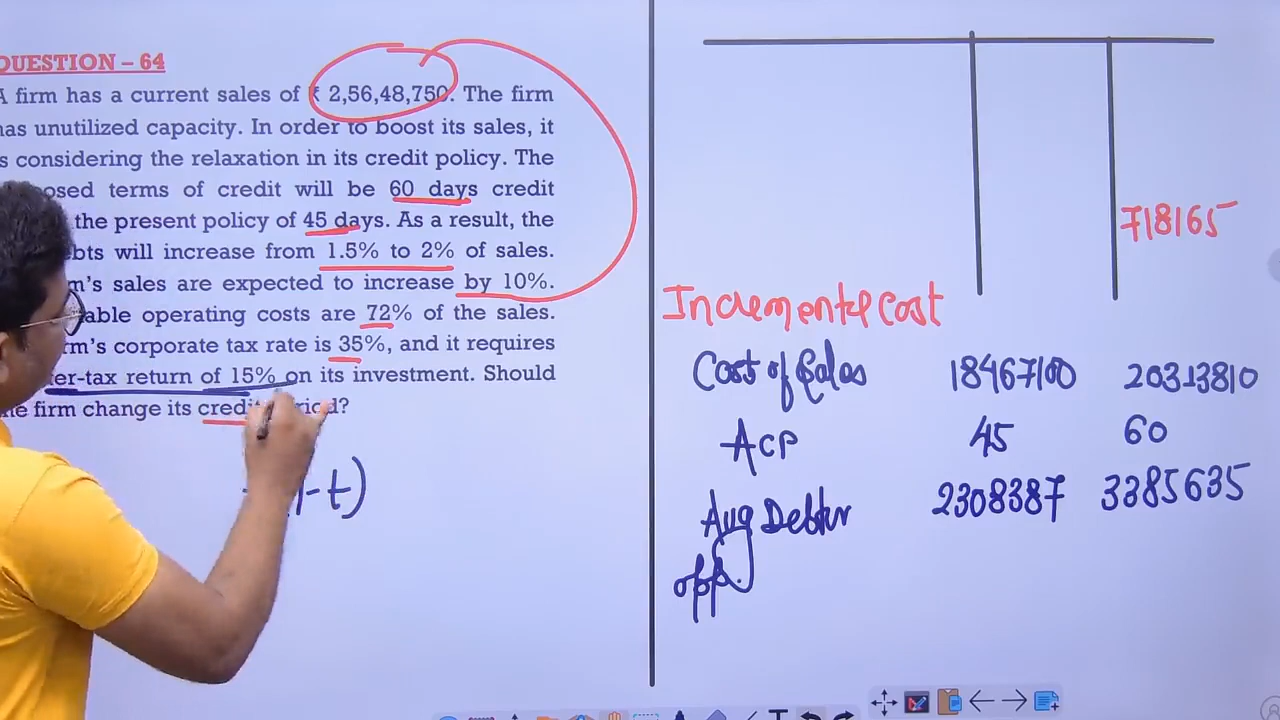 QUESTION – 64
A firm has a current sales of ₹ 2,56,48,750. The firm
has unutilized capacity. In order to boost its sales, it
is considering the relaxation in its credit policy. The
posed terms of credit will be 60 days credit
the present policy of 45 days. As a result, the
bts will increase from 1.5% to 2% of sales.
m's sales are expected to increase by 10%.
able operating costs are 72% of the sales.
rm's corporate tax rate is 35%, and it requires
ter-tax return of 15% on its investment. Should
the firm change its credit period?
1-t)
718165
Incremental Cost
Cost of Sales 18467100 20313810
ACP 45 60
Avg Debtor 2308387 3385635
opp.